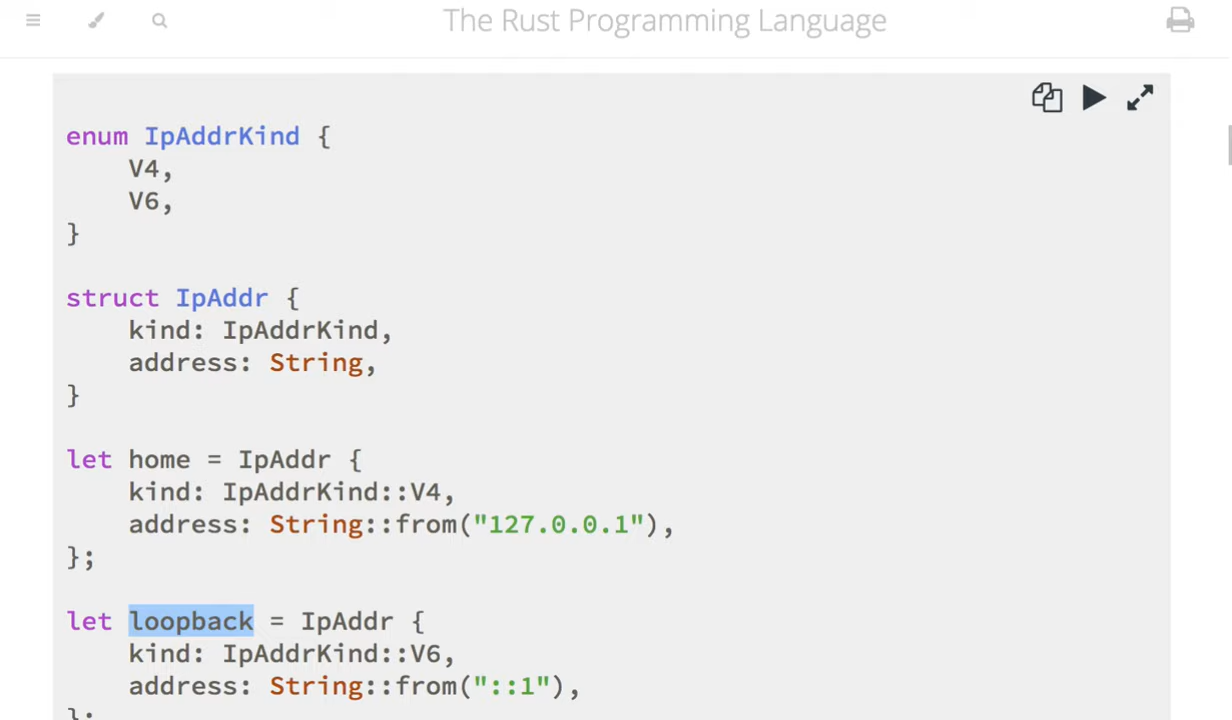 The Rust Programming Language
enum IpAddrKind {
    V4,
    V6,
}
struct IpAddr {
    kind: IpAddrKind,
    address: String,
}
let home = IpAddr {
    kind: IpAddrKind::V4,
    address: String::from("127.0.0.1"),
};
let loopback = IpAddr {
    kind: IpAddrKind::V6,
    address: String::from("::1"),
};